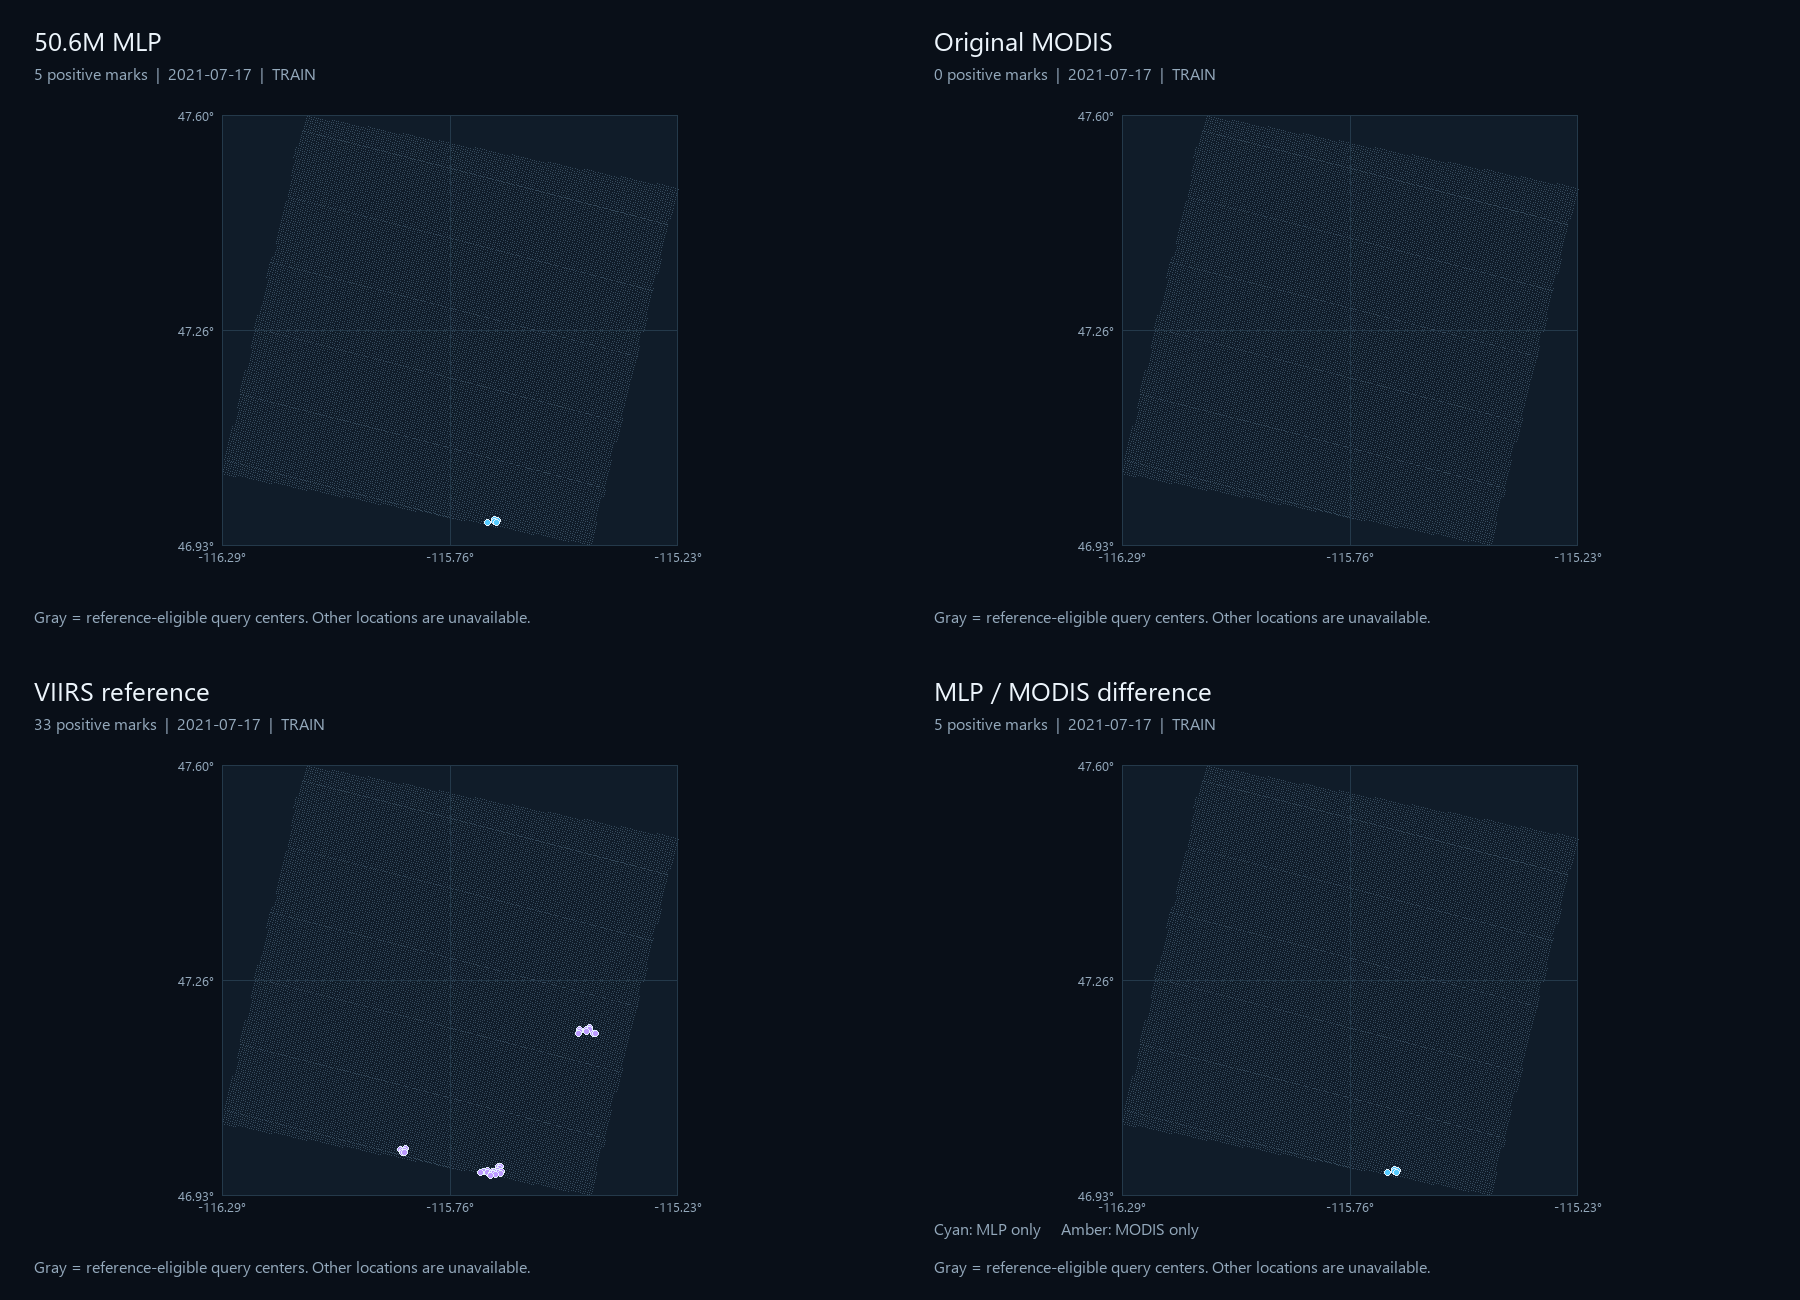 50.6M MLP
5 positive marks | 2021-07-17 | TRAIN
47.60°
47.26°
46.93°
-116.29°
-115.76°
-115.23°
Gray = reference-eligible query centers. Other locations are unavailable.
Original MODIS
0 positive marks | 2021-07-17 | TRAIN
47.60°
47.26°
46.93°
-116.29°
-115.76°
-115.23°
Gray = reference-eligible query centers. Other locations are unavailable.
VIIRS reference
33 positive marks | 2021-07-17 | TRAIN
47.60°
47.26°
46.93°
-116.29°
-115.76°
-115.23°
Gray = reference-eligible query centers. Other locations are unavailable.
MLP / MODIS difference
5 positive marks | 2021-07-17 | TRAIN
47.60°
47.26°
46.93°
-116.29°
-115.76°
-115.23°
Cyan: MLP only Amber: MODIS only
Gray = reference-eligible query centers. Other locations are unavailable.